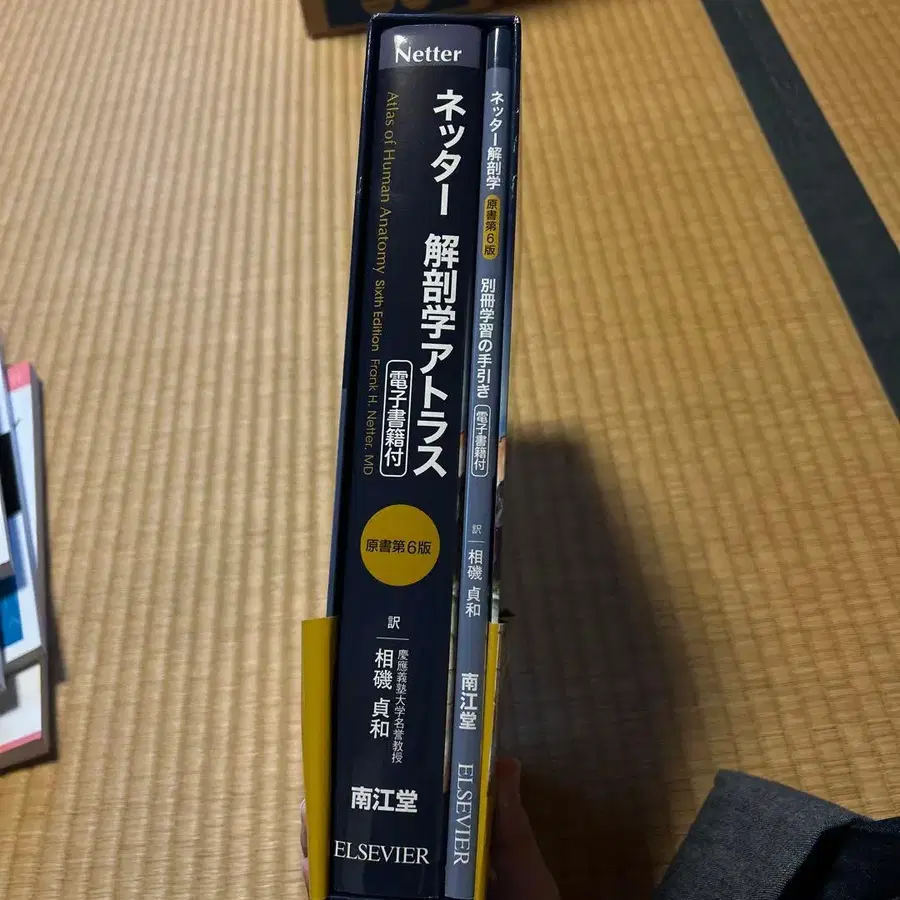 Netter
ネッター 解剖学アトラス
電子書籍付
Atlas of Human Anatomy Sixth Edition Frank H. Netter, MD
原書第6版
訳
相磯 貞和
慶應義塾大学名誉教授
南江堂
ELSEVIER
ネッター解剖学
原書第6版
別冊学習の手引き
電子書籍付
訳
相磯 貞和
南江堂
ELSEVIER